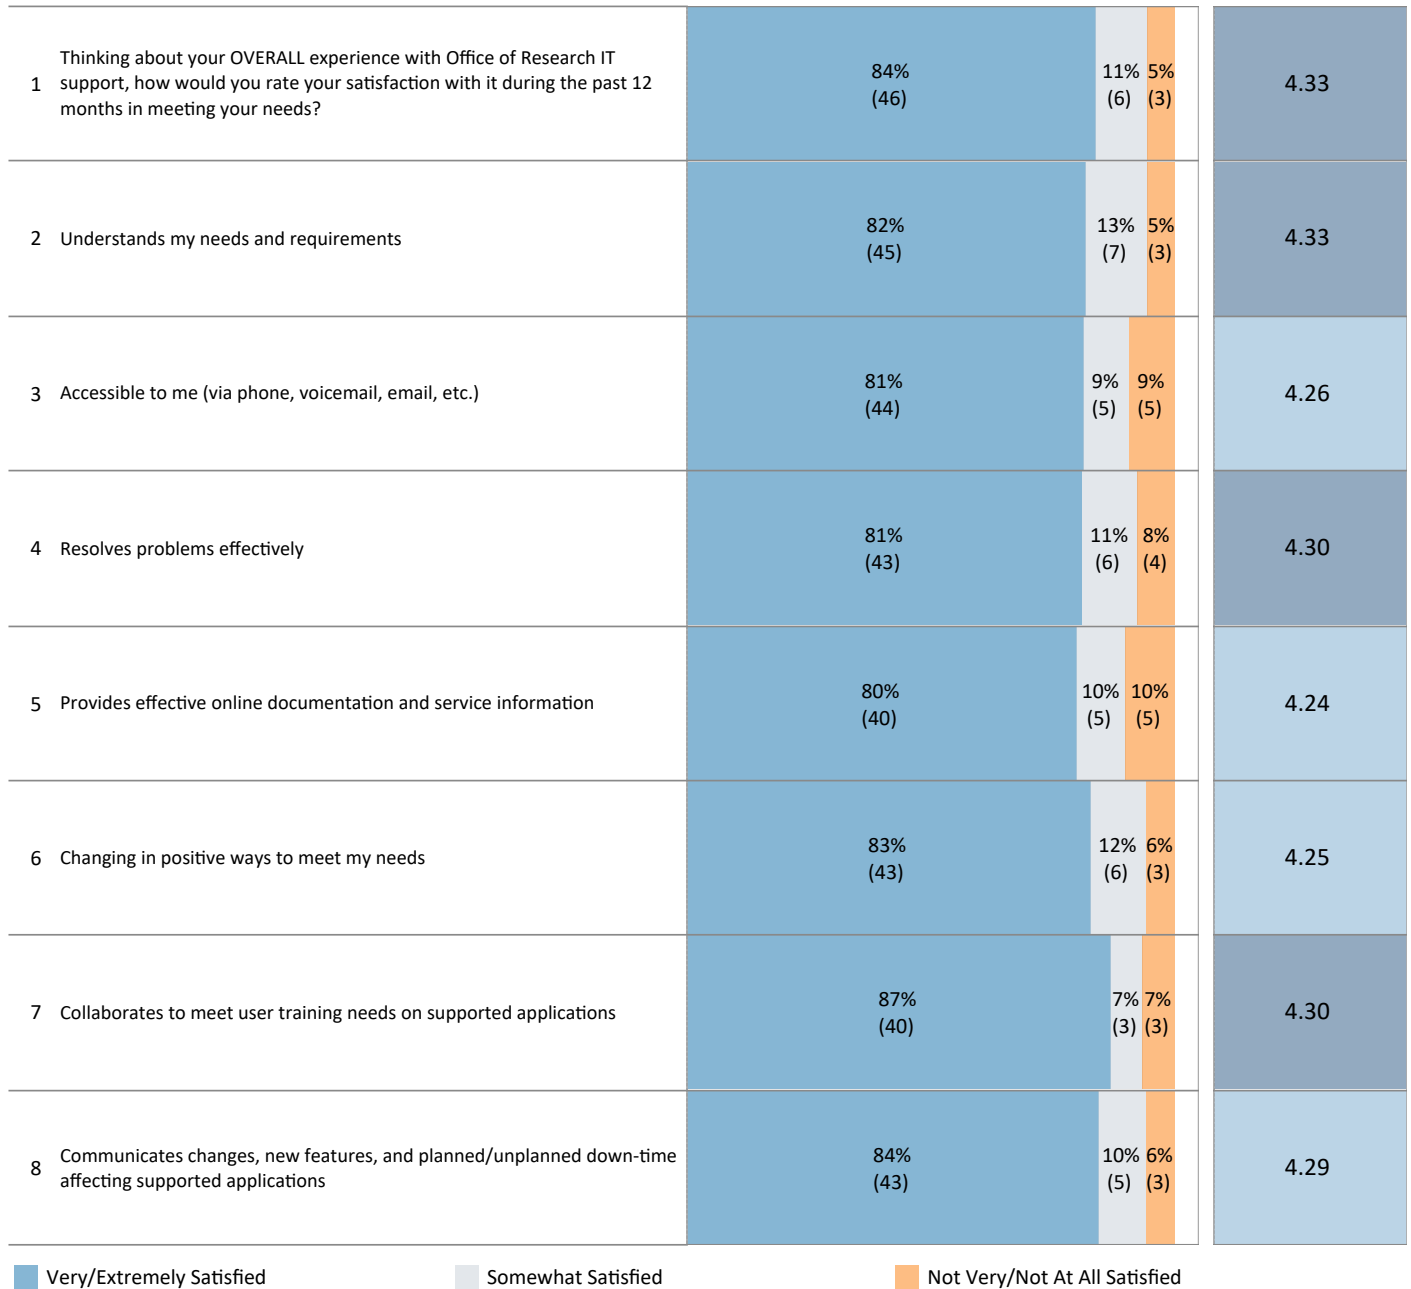 Thinking about your OVERALL experience with Office of Research IT
1 support, how would you rate your satisfaction with it during the past 12
months in meeting your needs?
84% 11% 5%
(46) (6) (3)
4.33
2 Understands my needs and requirements
82% 13% 5%
(45) (7) (3)
4.33
3 Accessible to me (via phone, voicemail, email, etc.)
81% 9% 9%
(44) (5) (5)
4.26
4 Resolves problems effectively
81% 11% 8%
(43) (6) (4)
4.30
5 Provides effective online documentation and service information
80% 10% 10%
(40) (5) (5)
4.24
6 Changing in positive ways to meet my needs
83% 12% 6%
(43) (6) (3)
4.25
7 Collaborates to meet user training needs on supported applications
87% 7% 7%
(40) (3) (3)
4.30
8 Communicates changes, new features, and planned/unplanned down-time
affecting supported applications
84% 10% 6%
(43) (5) (3)
4.29
Very/Extremely Satisfied Somewhat Satisfied Not Very/Not At All Satisfied